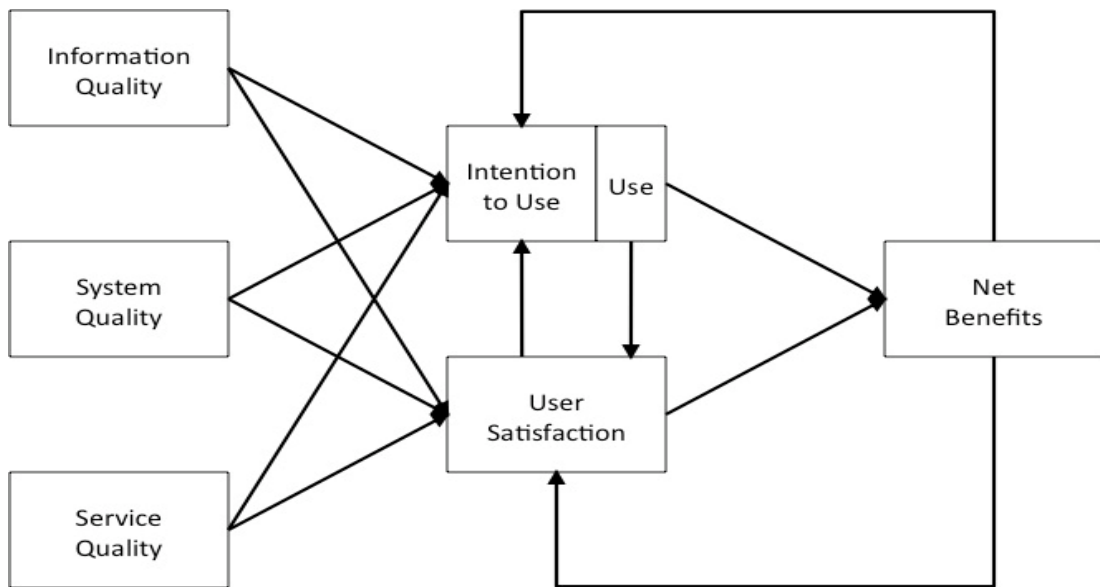 Information
Quality
System
Quality
Service
Quality
Intention
to Use
Use
User
Satisfaction
Net
Benefits